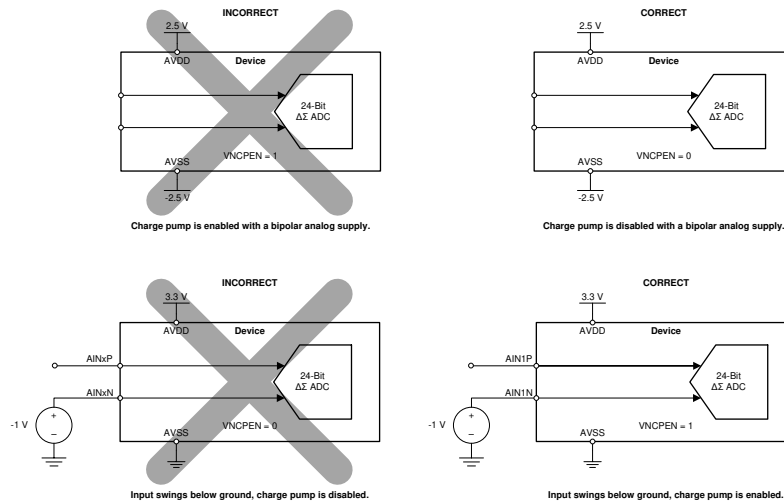 INCORRECT
2.5 V
AVDD
Device
24-Bit
ΔΣ ADC
VNCPEN = 1
AVSS
-2.5 V
Charge pump is enabled with a bipolar analog supply.
CORRECT
2.5 V
AVDD
Device
24-Bit
ΔΣ ADC
VNCPEN = 0
AVSS
-2.5 V
Charge pump is disabled with a bipolar analog supply.
INCORRECT
3.3 V
AVDD
Device
AINxP
24-Bit
ΔΣ ADC
AINxN
-1 V
+
–
VNCPEN = 0
AVSS
Input swings below ground, charge pump is disabled.
CORRECT
3.3 V
AVDD
Device
AIN1P
24-Bit
ΔΣ ADC
AIN1N
-1 V
+
–
VNCPEN = 1
AVSS
Input swings below ground, charge pump is enabled.